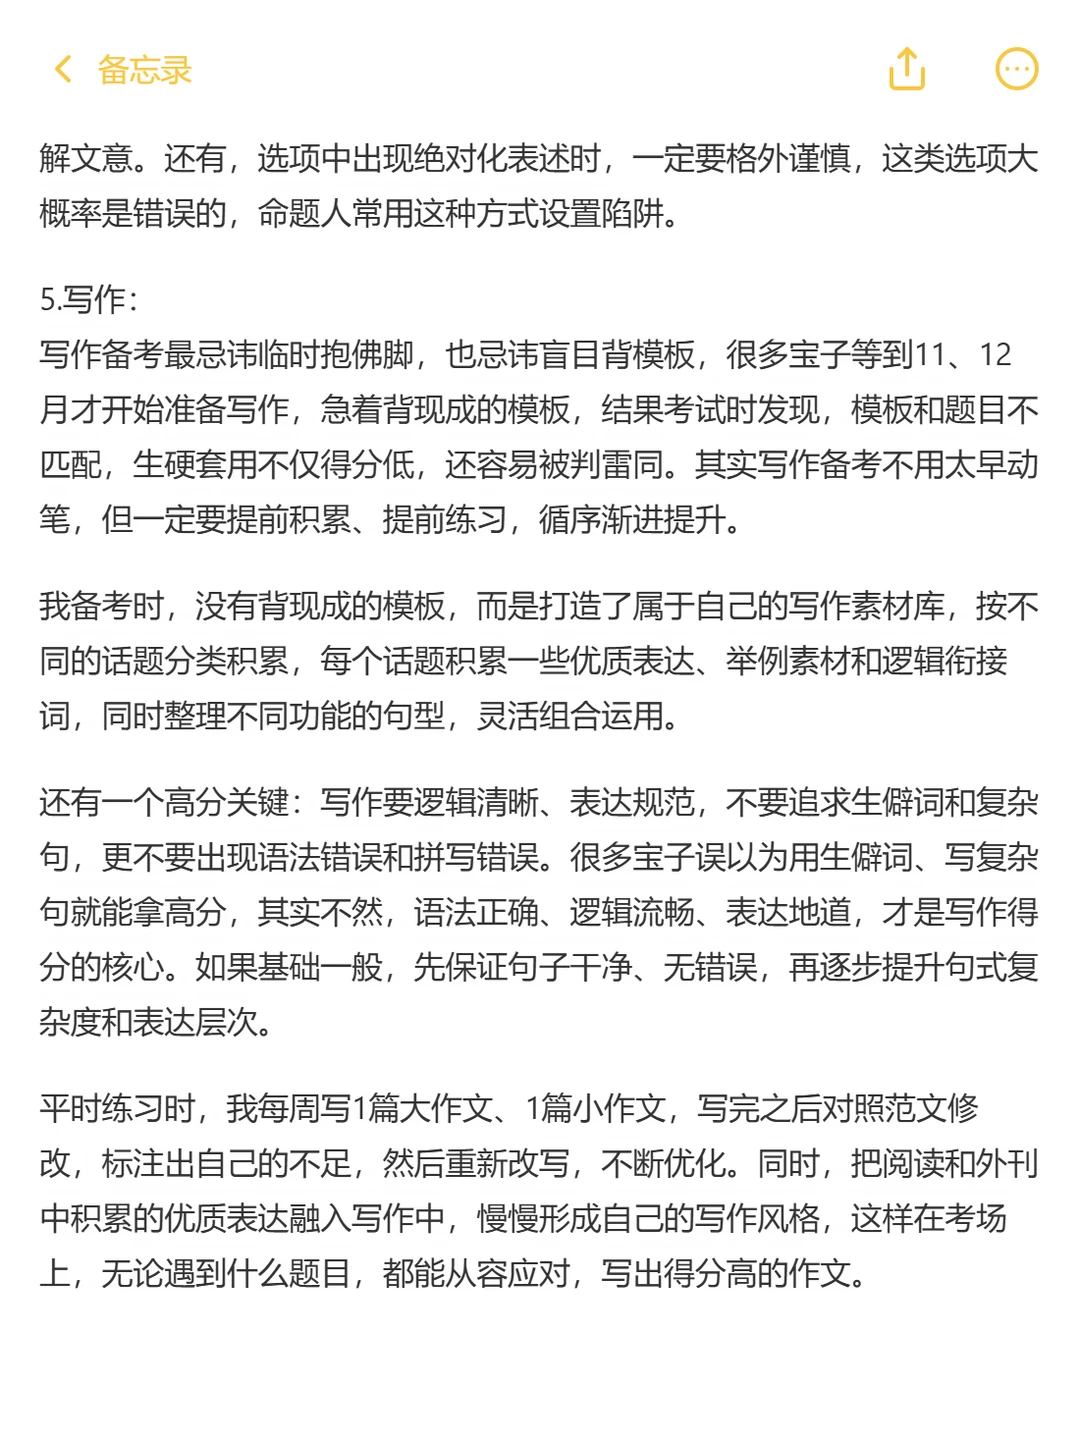 备忘录
解文意。还有，选项中出现绝对化表述时，一定要格外谨慎，这类选项大
概率是错误的，命题人常用这种方式设置陷阱。
5.写作：
写作备考最忌讳临时抱佛脚，也忌讳盲目背模板，很多宝子等到11、12
月才开始准备写作，急着背现成的模板，结果考试时发现，模板和题目不
匹配，生硬套用不仅得分低，还容易被判雷同。其实写作备考不用太早动
笔，但一定要提前积累、提前练习，循序渐进提升。
我备考时，没有背现成的模板，而是打造了属于自己的写作素材库，按不
同的话题分类积累，每个话题积累一些优质表达、举例素材和逻辑衔接
词，同时整理不同功能的句型，灵活组合运用。
还有一个高分关键：写作要逻辑清晰、表达规范，不要追求生僻词和复杂
句，更不要出现语法错误和拼写错误。很多宝子误以为用生僻词、写复杂
句就能拿高分，其实不然，语法正确、逻辑流畅、表达地道，才是写作得
分的核心。如果基础一般，先保证句子干净、无错误，再逐步提升句式复
杂度和表达层次。
平时练习时，我每周写1篇大作文、1篇小作文，写完之后对照范文修
改，标注出自己的不足，然后重新改写，不断优化。同时，把阅读和外刊
中积累的优质表达融入写作中，慢慢形成自己的写作风格，这样在考场
上，无论遇到什么题目，都能从容应对，写出得分高的作文。